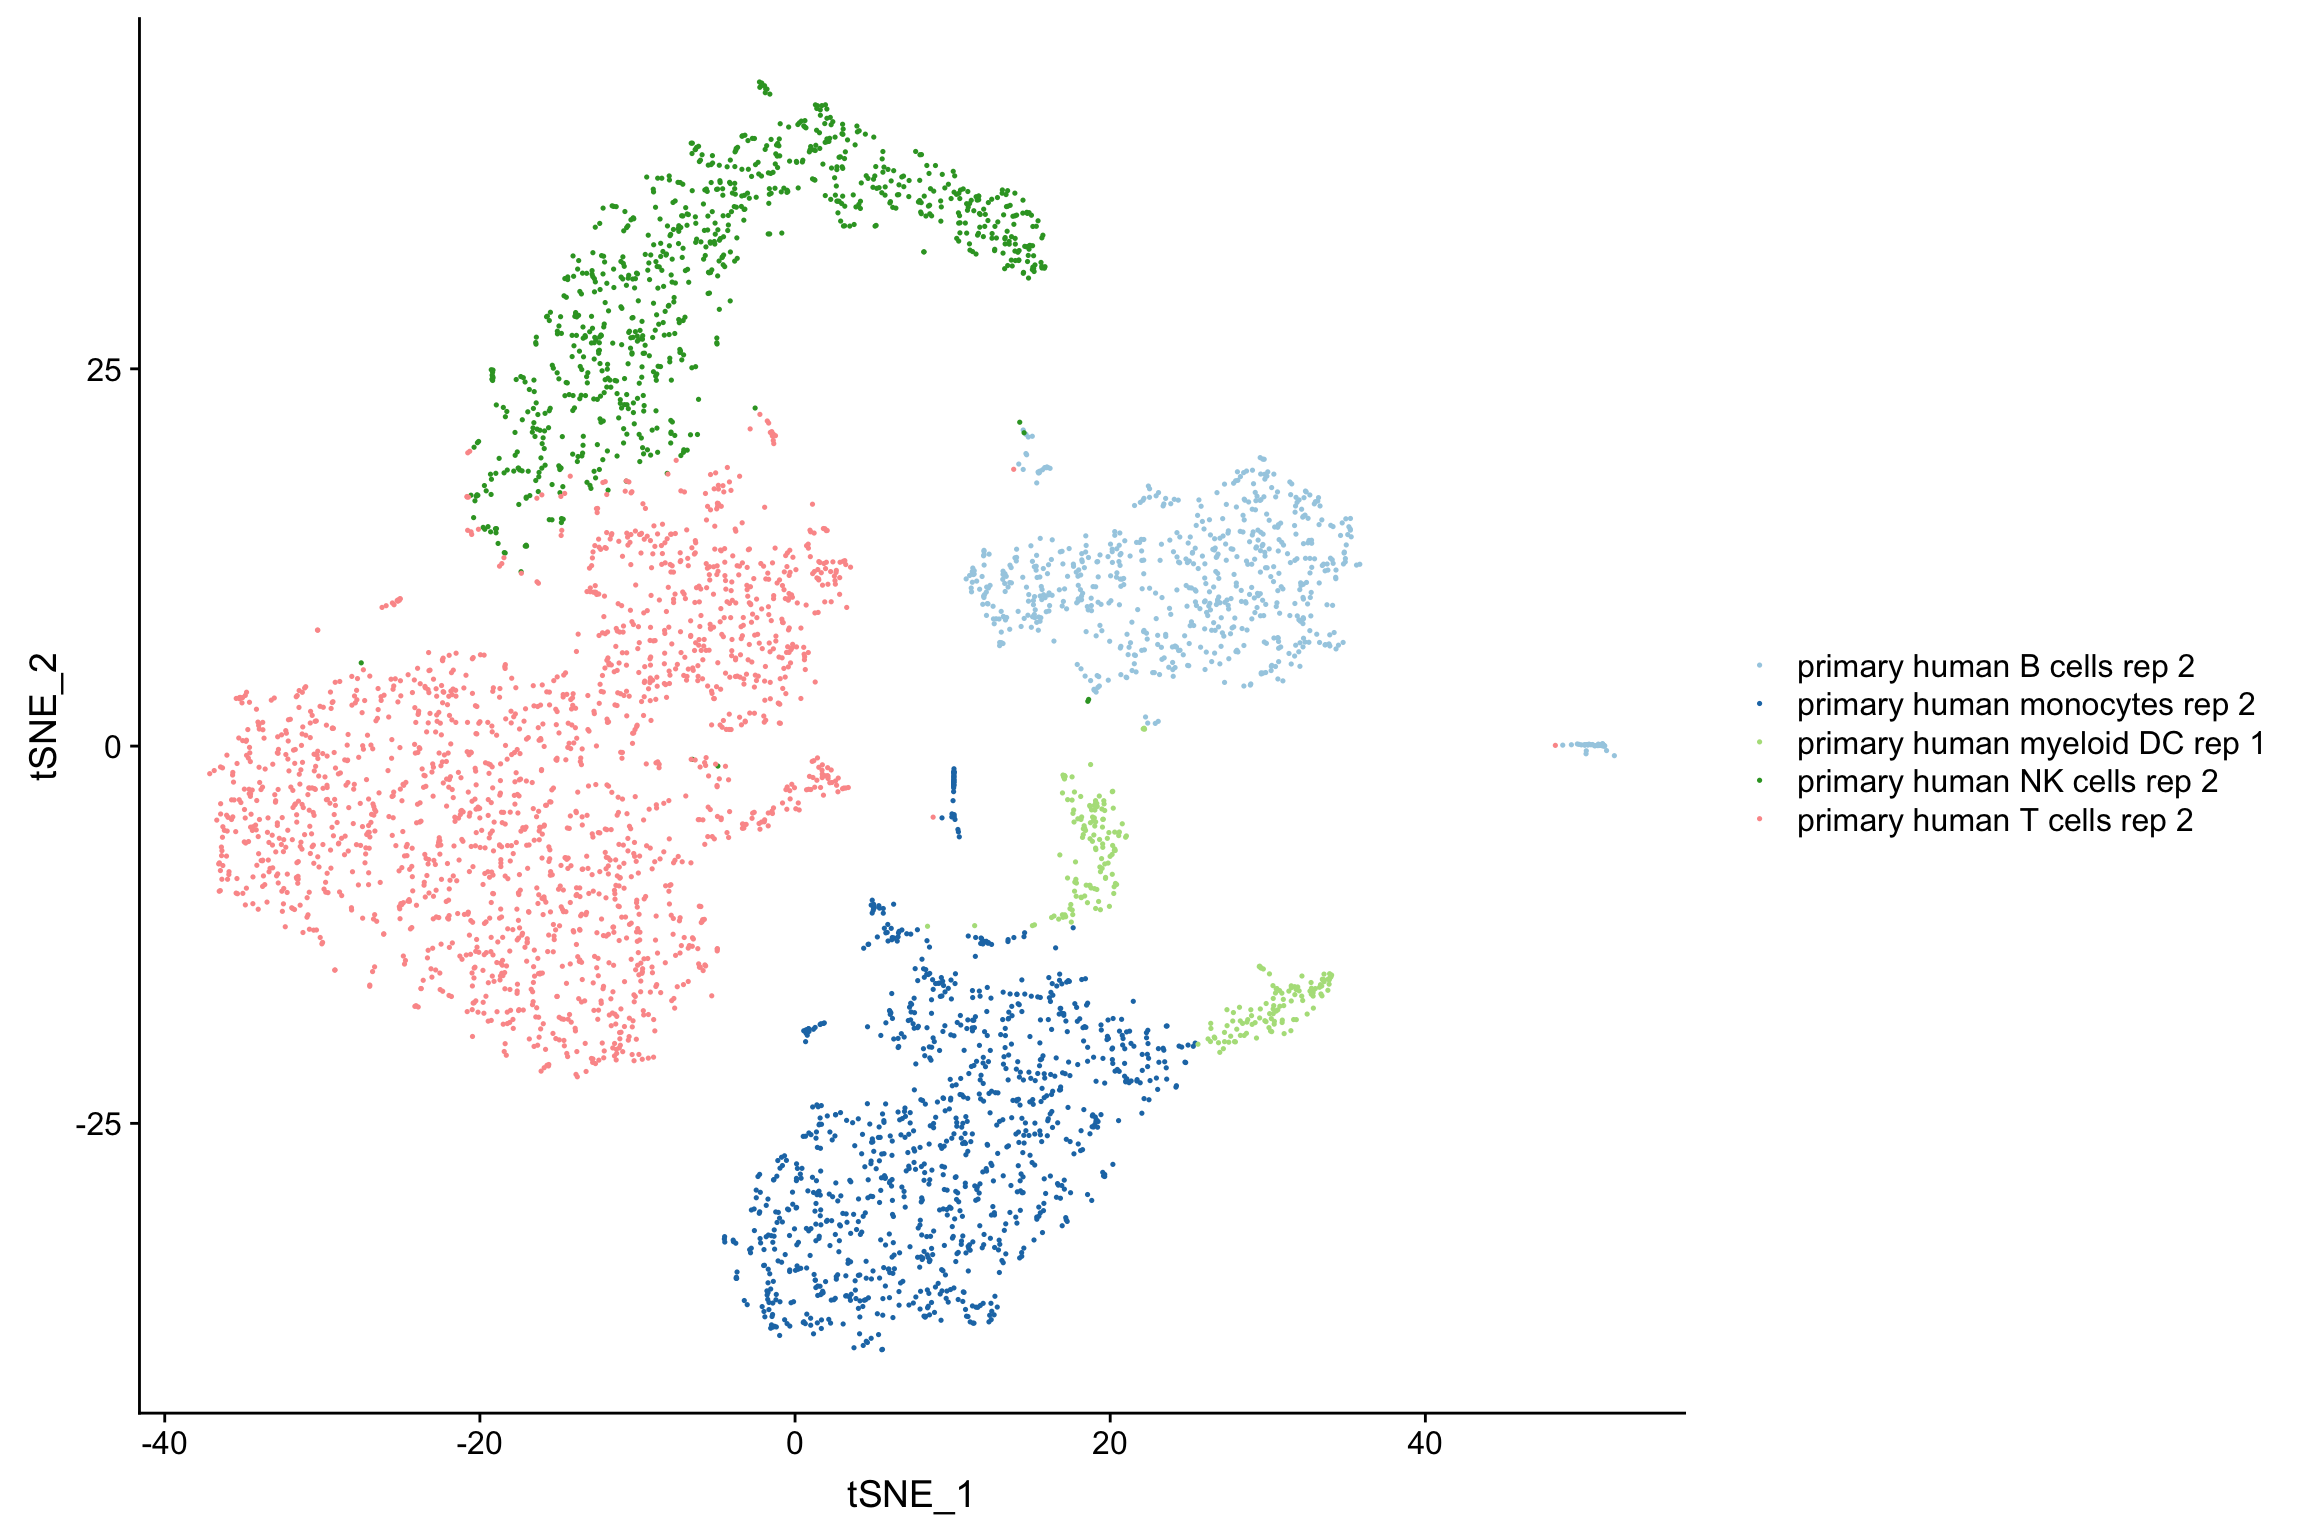 tSNE_2
25
0
-25
-40
-20
0
20
40
tSNE_1
primary human B cells rep 2
primary human monocytes rep 2
primary human myeloid DC rep 1
primary human NK cells rep 2
primary human T cells rep 2